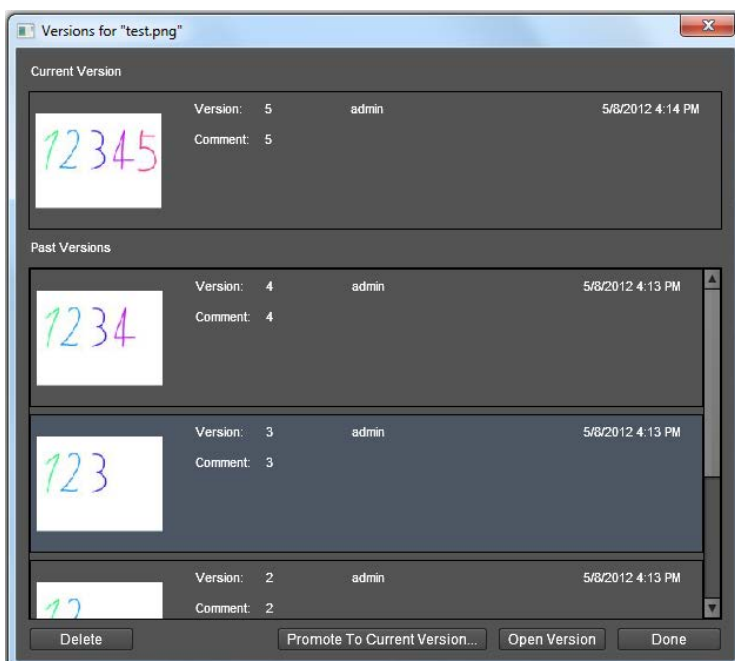 Versions for "test.png"
Current Version
12345
Version: 5 admin 5/8/2012 4:14 PM
Comment: 5
Past Versions
1234
Version: 4 admin 5/8/2012 4:13 PM
Comment: 4
123
Version: 3 admin 5/8/2012 4:13 PM
Comment: 3
12
Version: 2 admin 5/8/2012 4:13 PM
Comment: 2
Delete Promote To Current Version... Open Version Done